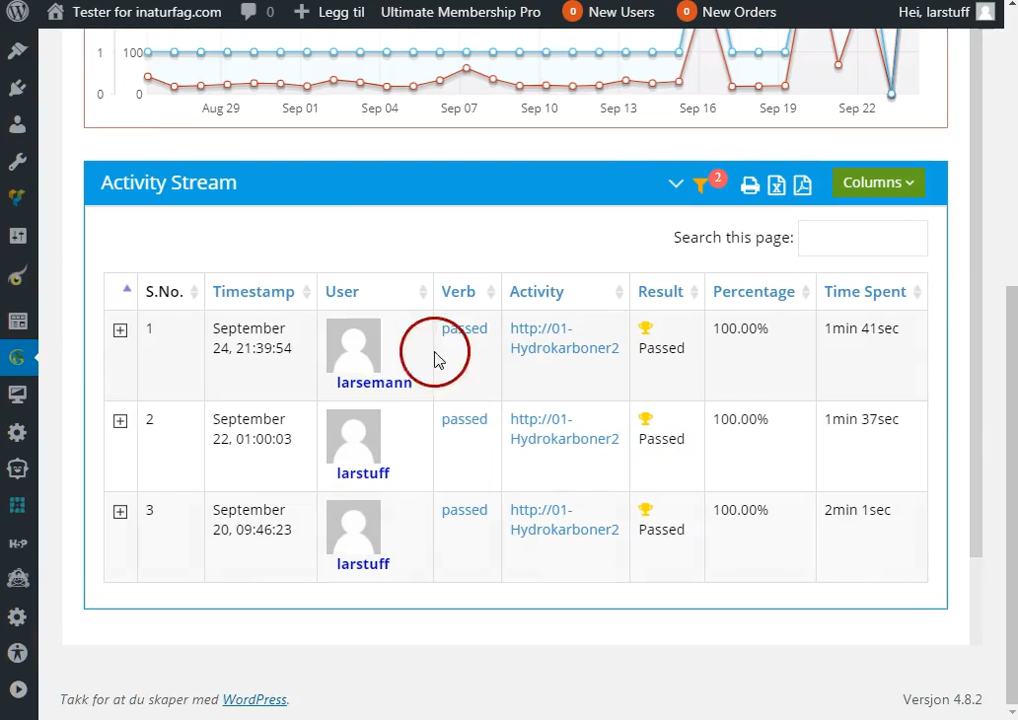 Tester for inaturfag.com 0 Legg til Ultimate Membership Pro 0 New Users 0 New Orders Hei, larstuff
1 100
0 0
Aug 29 Sep 01 Sep 04 Sep 07 Sep 10 Sep 13 Sep 16 Sep 19 Sep 22
Activity Stream 2 Columns
Search this page:
S.No. Timestamp User Verb Activity Result Percentage Time Spent
1 September passed http://01- 100.00% 1min 41sec
24, 21:39:54 Hydrokarboner2 Passed
larsemann
2 September passed http://01- 100.00% 1min 37sec
22, 01:00:03 Hydrokarboner2 Passed
larstuff
3 September passed http://01- 100.00% 2min 1sec
20, 09:46:23 Hydrokarboner2 Passed
larstuff
H-P
Takk for at du skaper med WordPress. Versjon 4.8.2